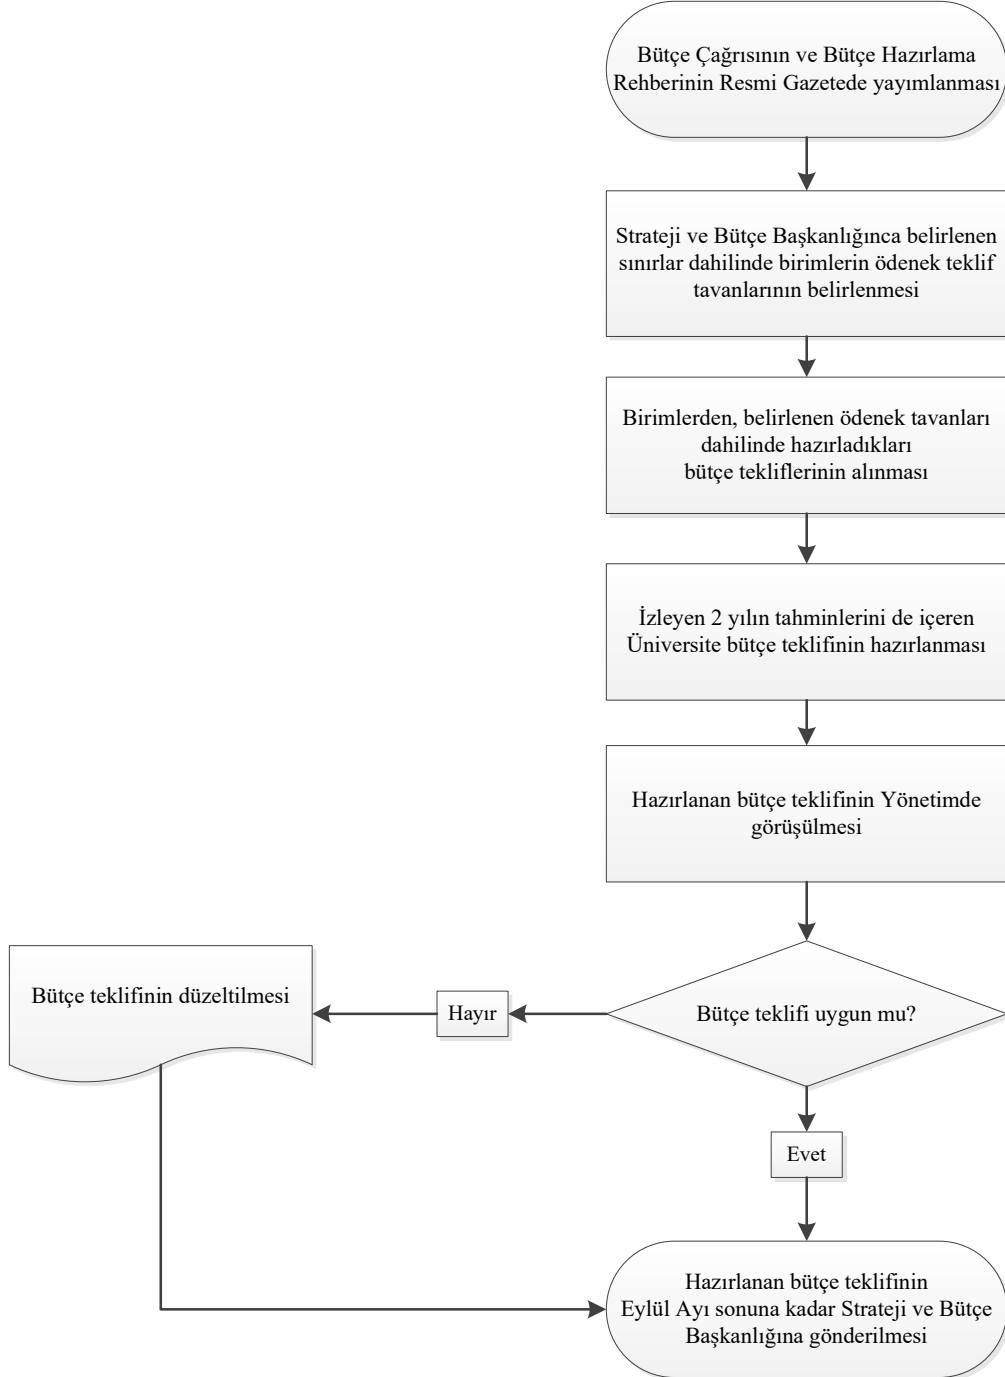 Bütçe Çağrısının ve Bütçe Hazırlama
Rehberinin Resmi Gazetede yayımlanması
Strateji ve Bütçe Başkanlığınca belirlenen
sınırlar dahilinde birimlerin ödenek teklif
tavanlarının belirlenmesi
Birimlerden, belirlenen ödenek tavanları
dahilinde hazırladıkları
bütçe tekliflerinin alınması
İzleyen 2 yılın tahminlerini de içeren
Üniversite bütçe teklifinin hazırlanması
Hazırlanan bütçe teklifinin Yönetimde
görüşülmesi
Bütçe teklifi uygun mu?
Hayır
Bütçe teklifinin düzeltilmesi
Evet
Hazırlanan bütçe teklifinin
Eylül Ayı sonuna kadar Strateji ve Bütçe
Başkanlığına gönderilmesi